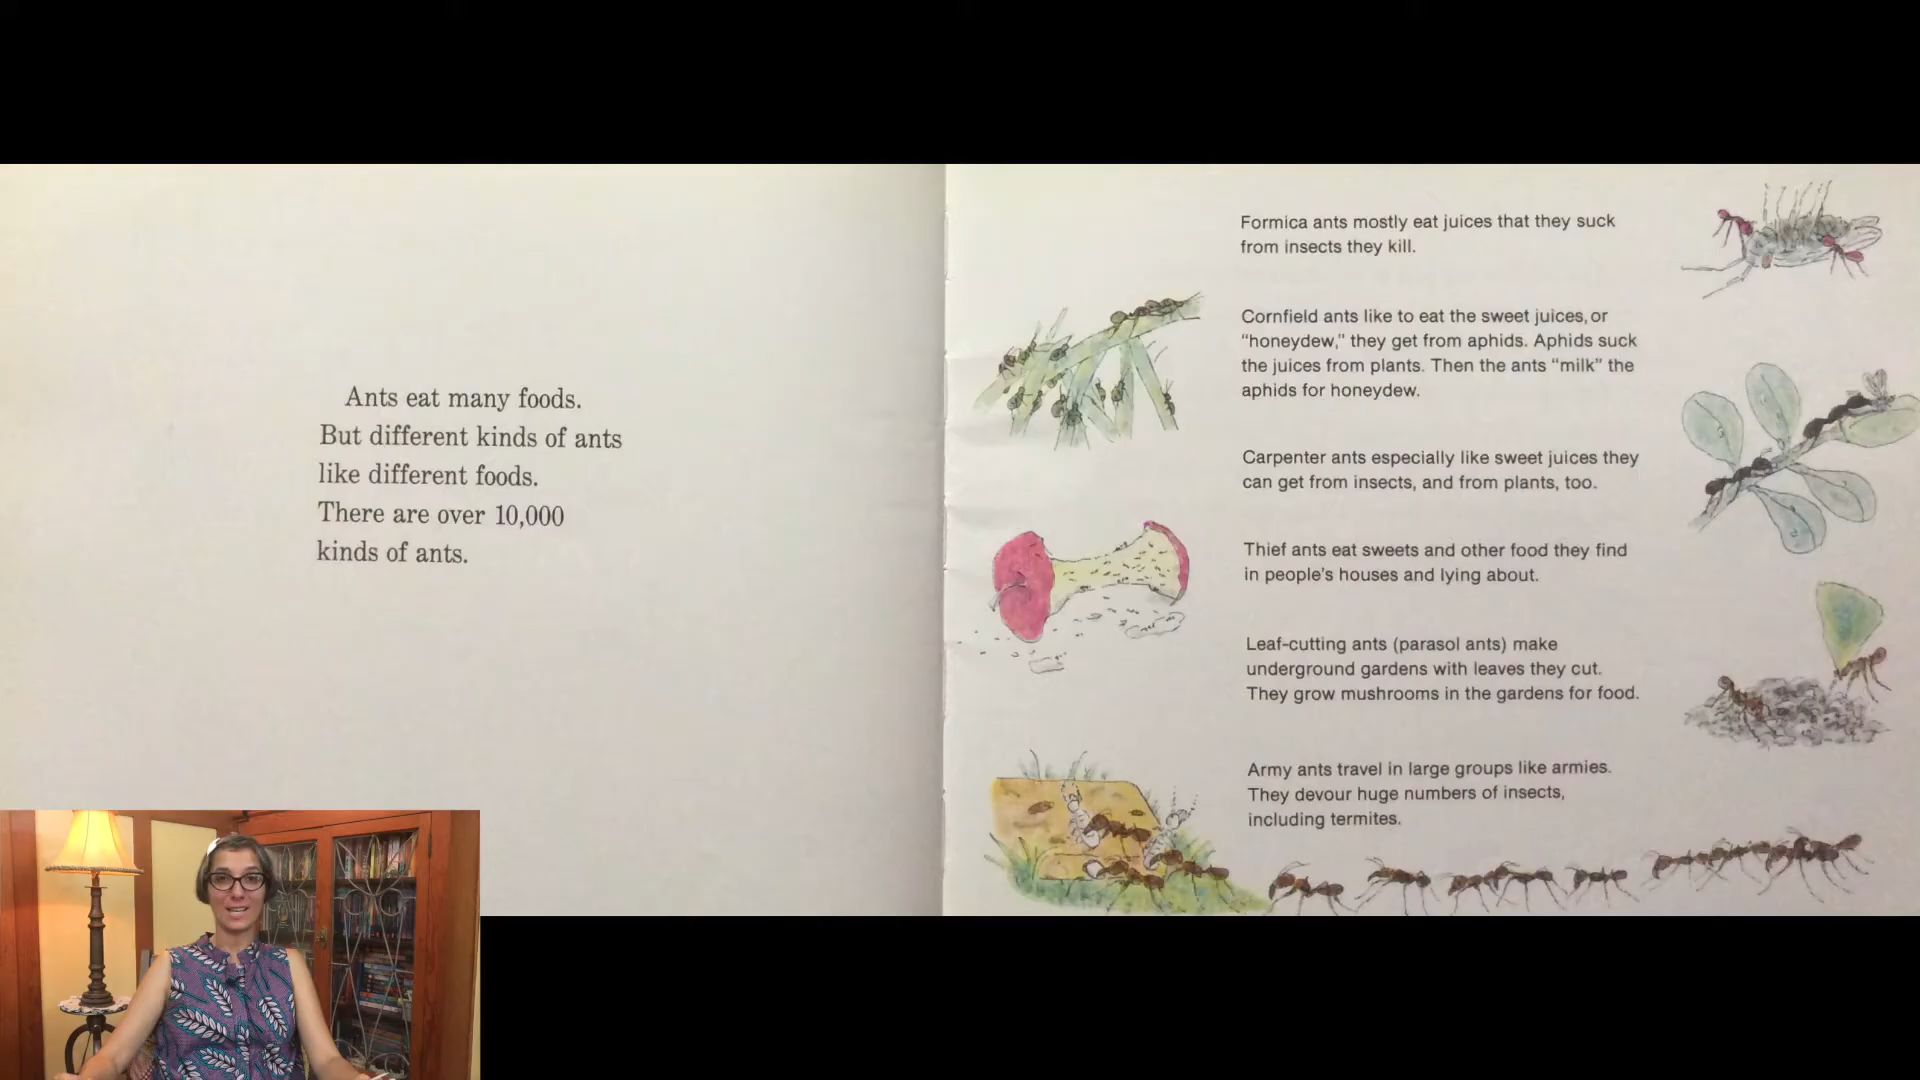 Ants eat many foods.
But different kinds of ants
like different foods.
There are over 10,000
kinds of ants.
Formica ants mostly eat juices that they suck
from insects they kill.
Cornfield ants like to eat the sweet juices, or
“honeydew,” they get from aphids. Aphids suck
the juices from plants. Then the ants “milk” the
aphids for honeydew.
Carpenter ants especially like sweet juices they
can get from insects, and from plants, too.
Thief ants eat sweets and other food they find
in people’s houses and lying about.
Leaf-cutting ants (parasol ants) make
underground gardens with leaves they cut.
They grow mushrooms in the gardens for food.
Army ants travel in large groups like armies.
They devour huge numbers of insects,
including termites.